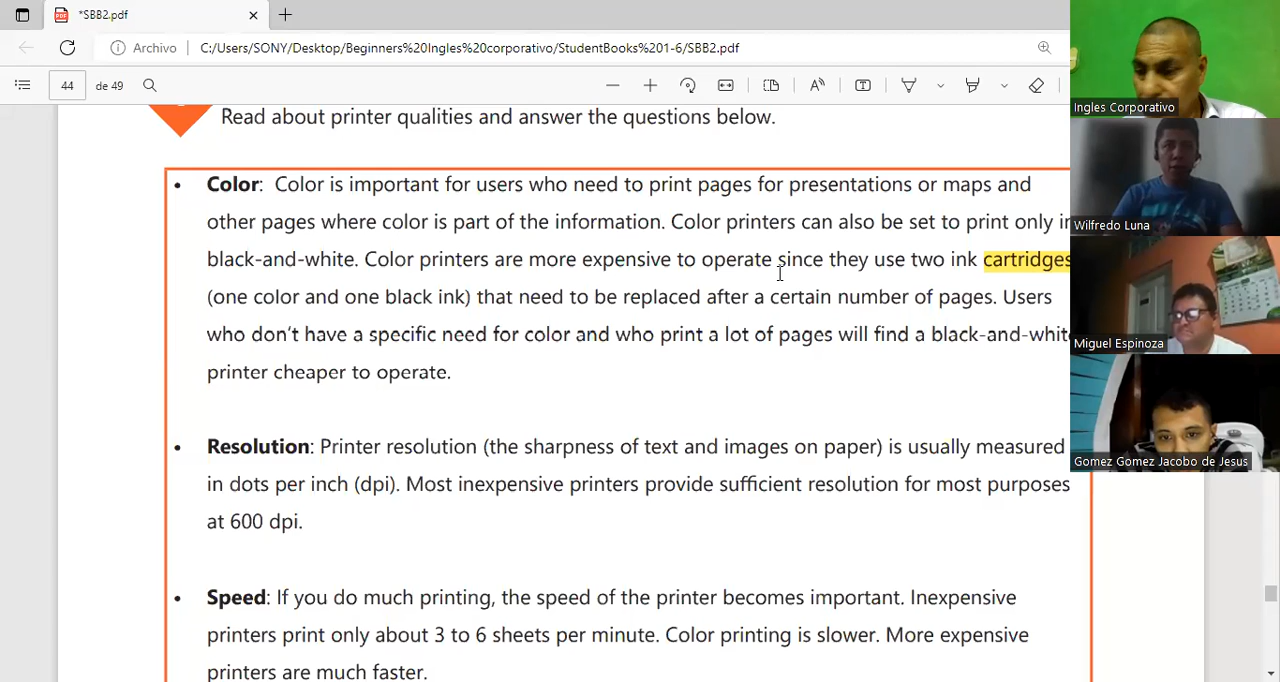 *SBB2.pdf
Archivo
C:/Users/SONY/Desktop/Beginners%20Ingles%20corporativo/StudentBooks%201-6/SBB2.pdf
44 de 49
Read about printer qualities and answer the questions below.
• Color: Color is important for users who need to print pages for presentations or maps and
other pages where color is part of the information. Color printers can also be set to print only in
black-and-white. Color printers are more expensive to operate since they use two ink cartridges
(one color and one black ink) that need to be replaced after a certain number of pages. Users
who don't have a specific need for color and who print a lot of pages will find a black-and-white
printer cheaper to operate.
• Resolution: Printer resolution (the sharpness of text and images on paper) is usually measured
in dots per inch (dpi). Most inexpensive printers provide sufficient resolution for most purposes
at 600 dpi.
• Speed: If you do much printing, the speed of the printer becomes important. Inexpensive
printers print only about 3 to 6 sheets per minute. Color printing is slower. More expensive
printers are much faster.
Ingles Corporativo
Wilfredo Luna
Miguel Espinoza
Gomez Gomez Jacobo de Jesus